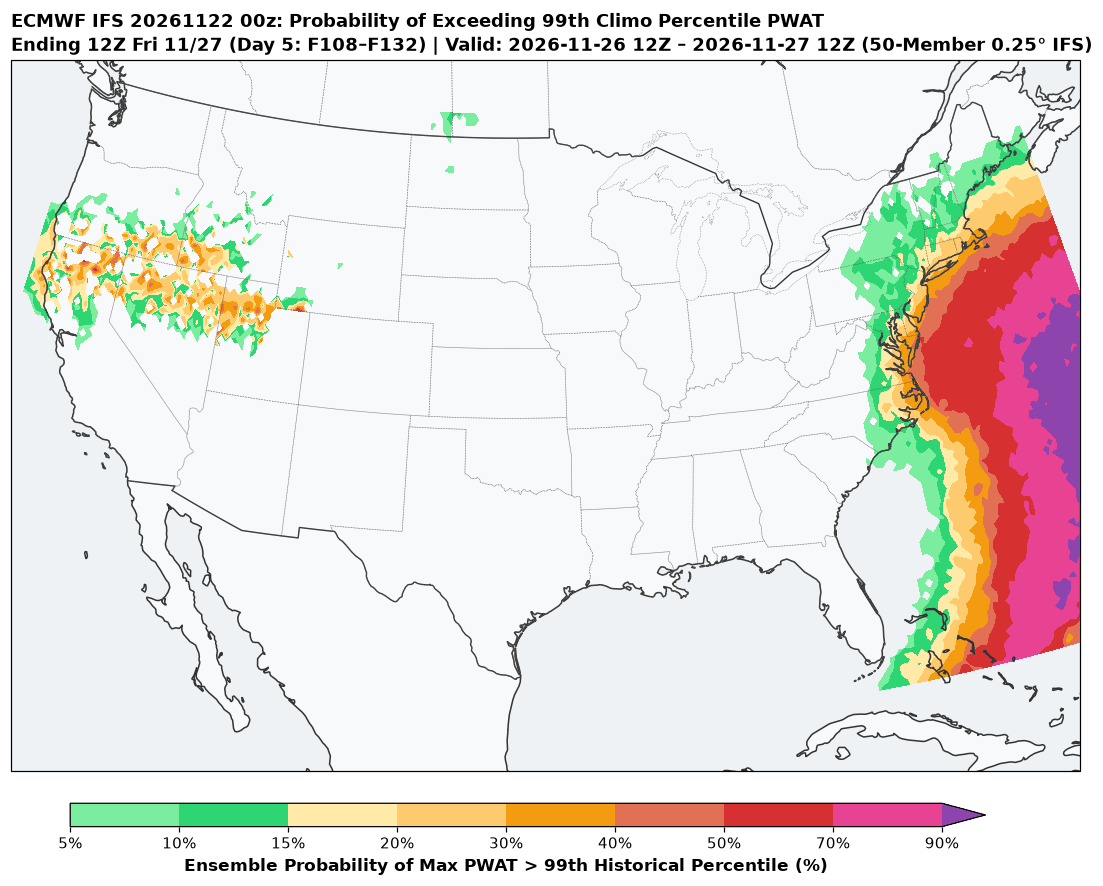 ECMWF IFS 20261122 00z: Probability of Exceeding 99th Climo Percentile PWAT
Ending 12Z Fri 11/27 (Day 5: F108–F132) | Valid: 2026-11-26 12Z – 2026-11-27 12Z (50-Member 0.25° IFS)
5% 10% 15% 20% 30% 40% 50% 70% 90%
Ensemble Probability of Max PWAT > 99th Historical Percentile (%)